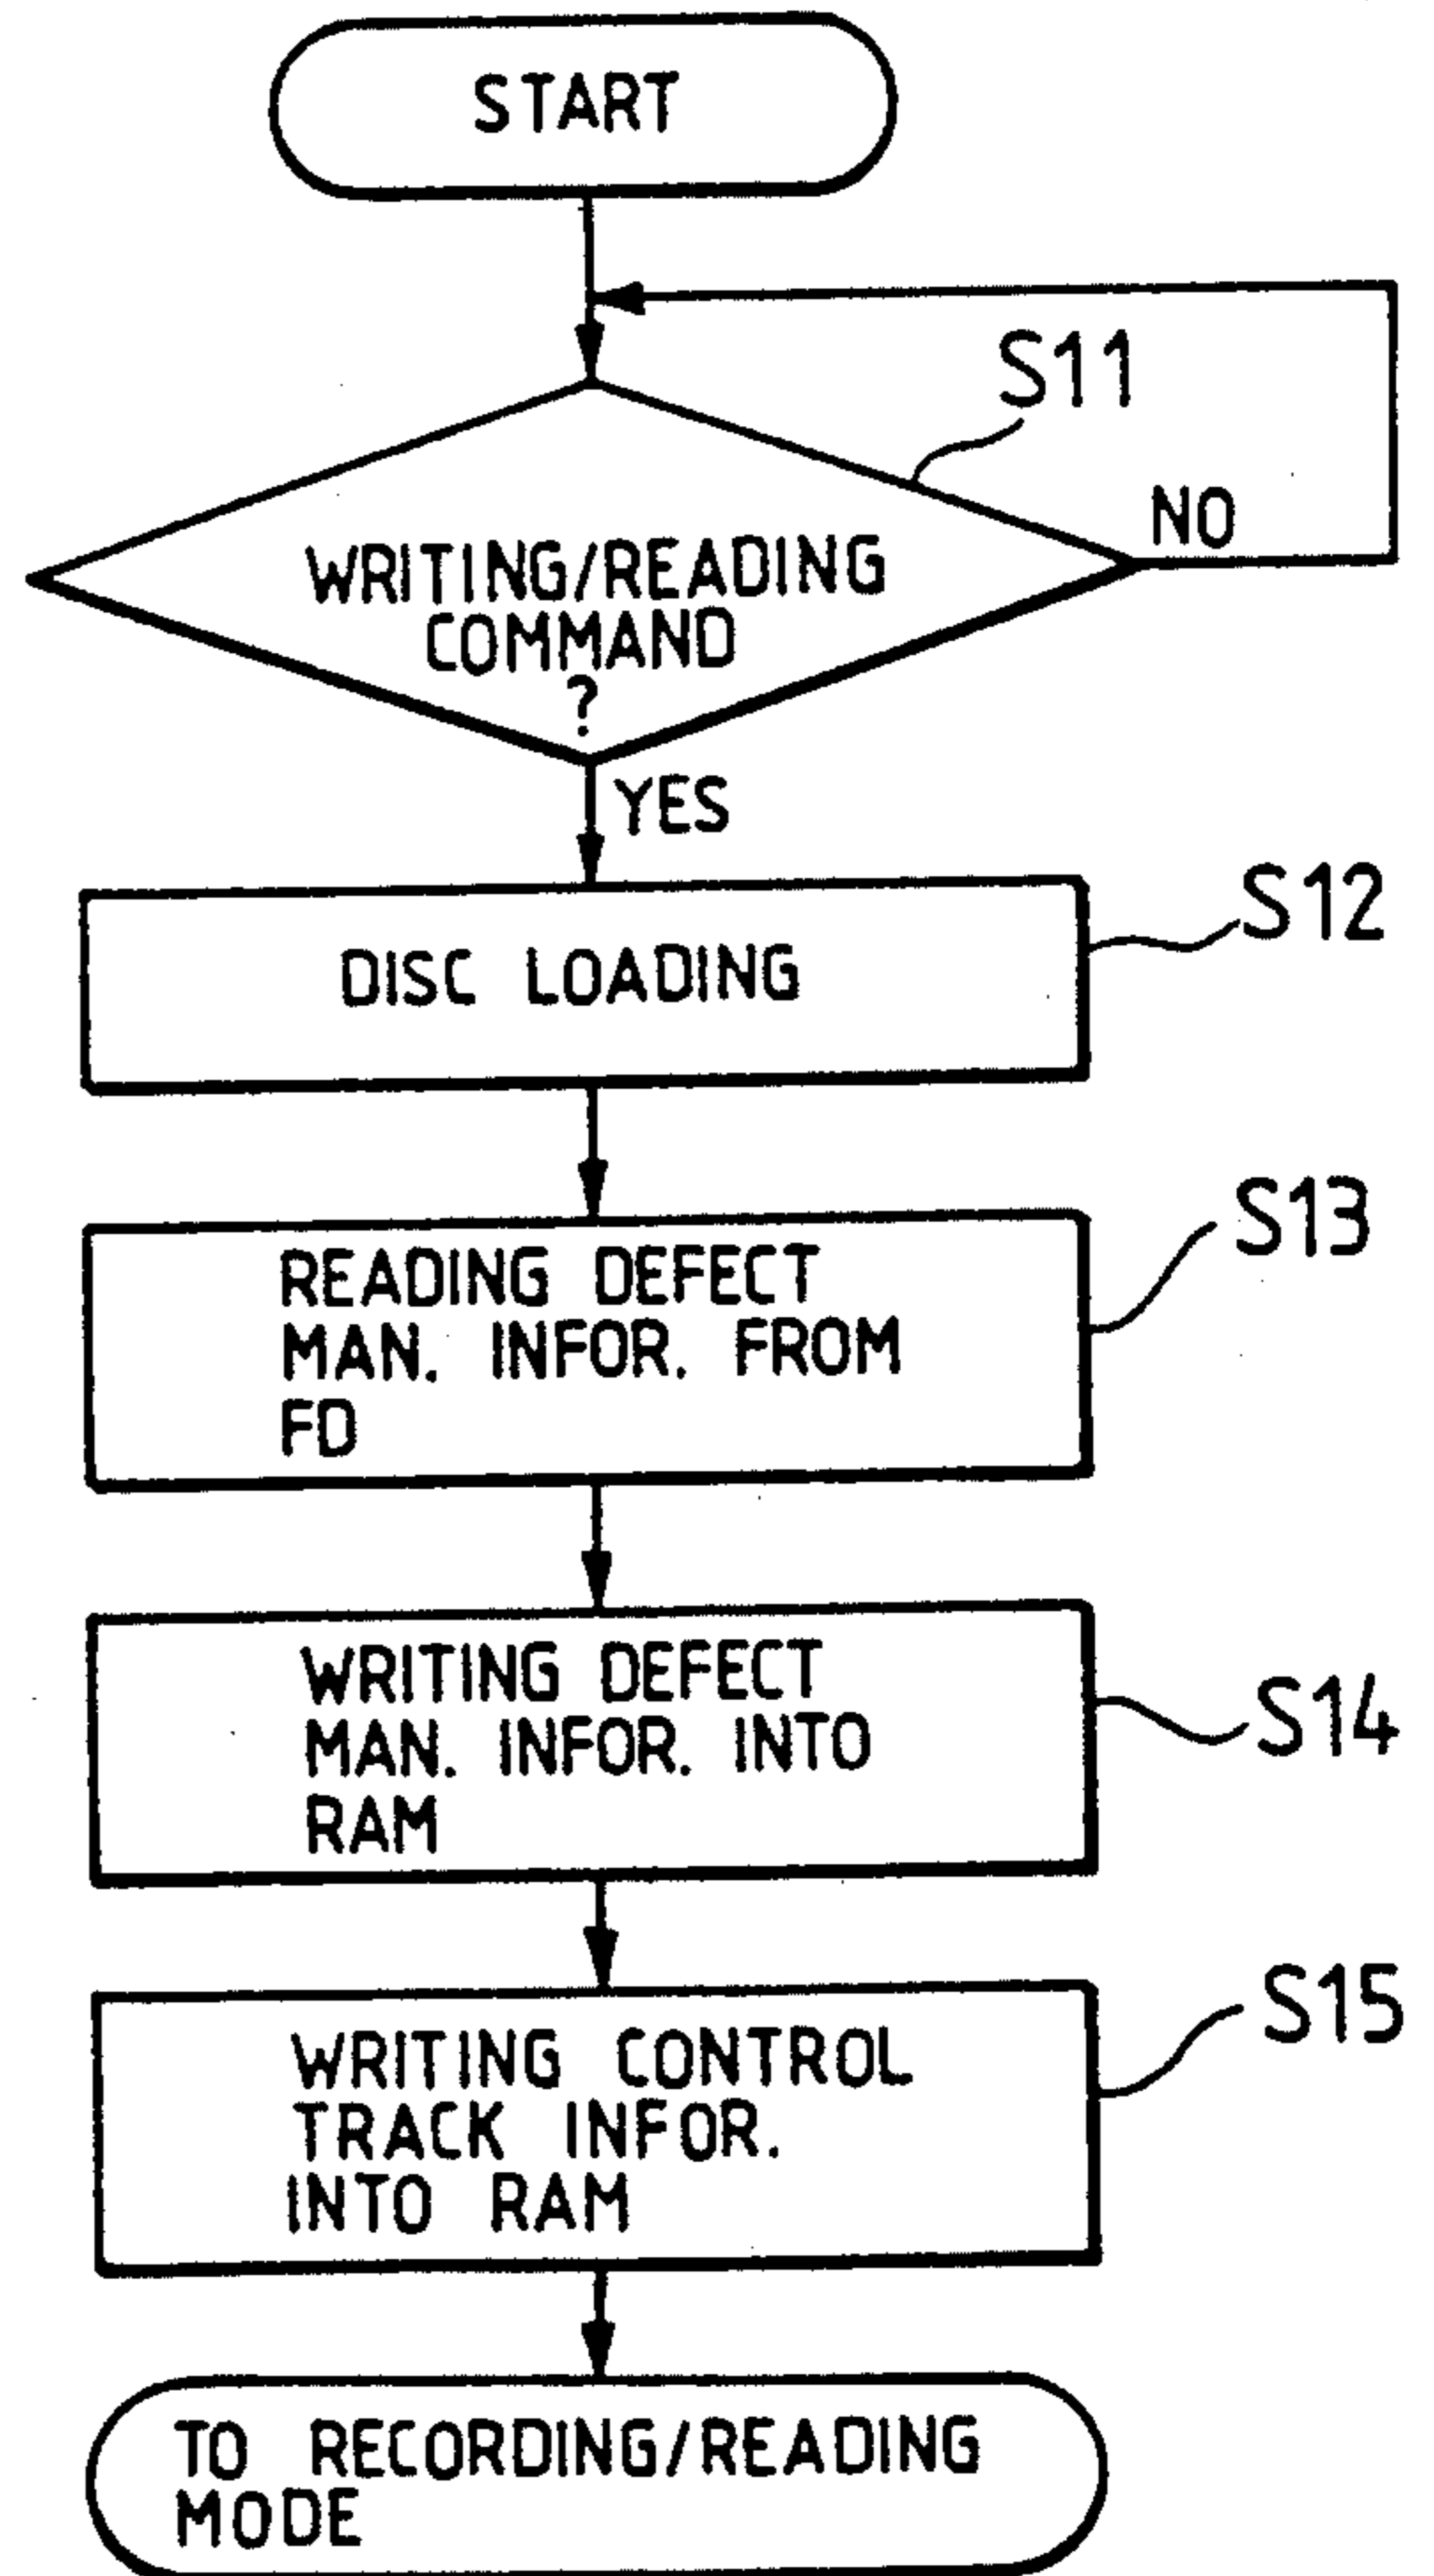 START
S11
NO
WRITING/READING
COMMAND
?
YES
S12
DISC LOADING
S13
READING DEFECT
MAN. INFOR. FROM
FD
WRITING DEFECT
MAN. INFOR. INTO
RAM
S14
S15
WRITING CONTROL
TRACK INFOR.
INTO RAM
TO RECORDING/READING
MODE